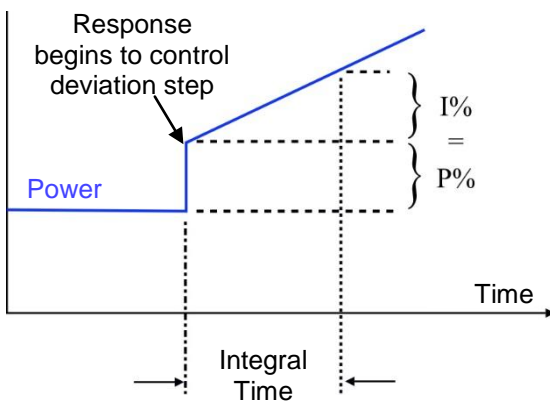 Response
begins to control
deviation step
I%
=
P%
Power
Time
Integral
Time